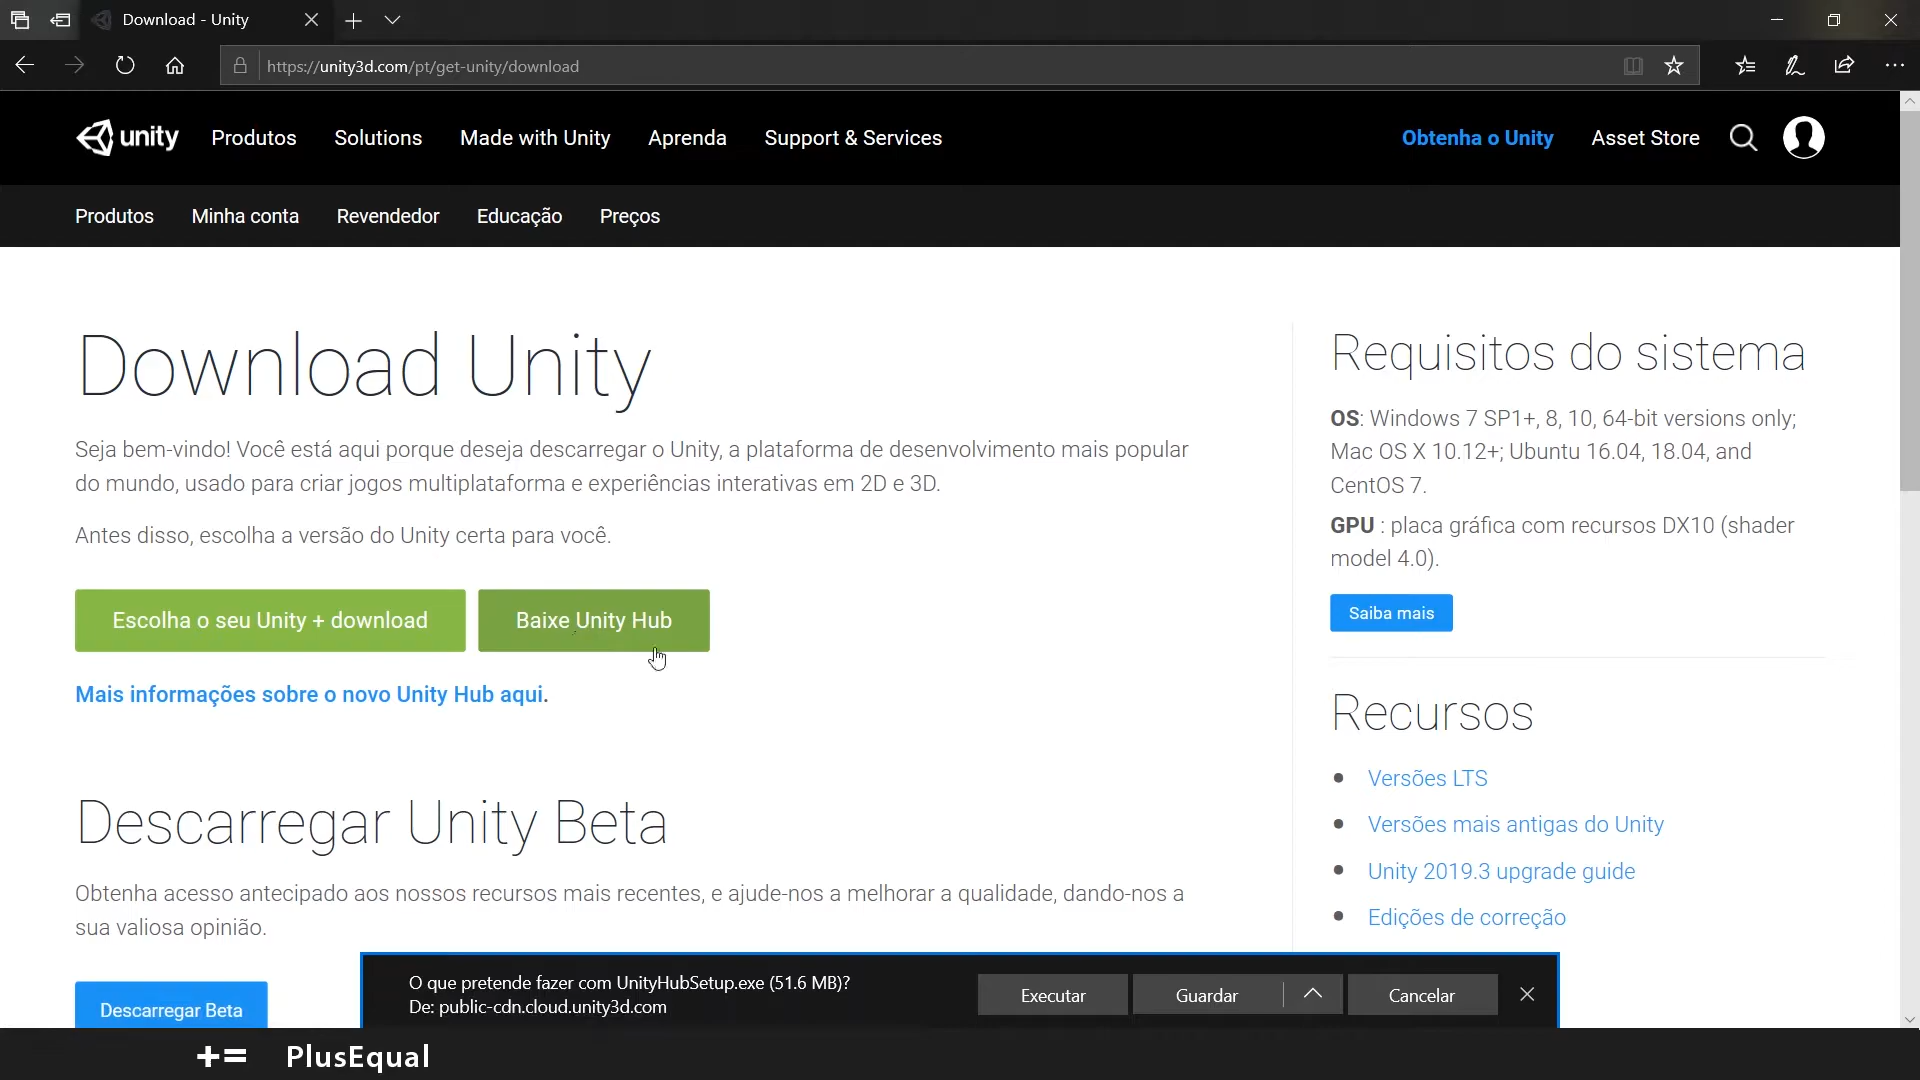 Download - Unity
https://unity3d.com/pt/get-unity/download
unity Produtos Solutions Made with Unity Aprenda Support & Services Obtenha o Unity Asset Store
Produtos Minha conta Revendedor Educação Preços
Download Unity
Seja bem-vindo! Você está aqui porque deseja descarregar o Unity, a plataforma de desenvolvimento mais popular
do mundo, usado para criar jogos multiplataforma e experiências interativas em 2D e 3D.
Antes disso, escolha a versão do Unity certa para você.
Escolha o seu Unity + download
Baixe Unity Hub
Mais informações sobre o novo Unity Hub aqui.
Descarregar Unity Beta
Obtenha acesso antecipado aos nossos recursos mais recentes, e ajude-nos a melhorar a qualidade, dando-nos a
sua valiosa opinião.
Descarregar Beta
Requisitos do sistema
OS: Windows 7 SP1+, 8, 10, 64-bit versions only;
Mac OS X 10.12+; Ubuntu 16.04, 18.04, and
CentOS 7.
GPU : placa gráfica com recursos DX10 (shader
model 4.0).
Saiba mais
Recursos
Versões LTS
Versões mais antigas do Unity
Unity 2019.3 upgrade guide
Edições de correção
O que pretende fazer com UnityHubSetup.exe (51.6 MB)?
De: public-cdn.cloud.unity3d.com
Executar
Guardar
Cancelar
+= PlusEqual